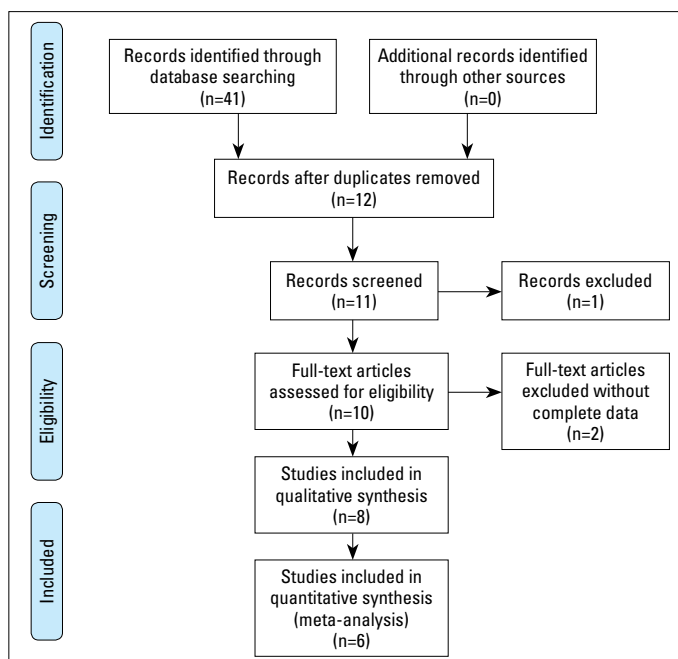 Identification
Records identified through
database searching
(n=41)
Additional records identified
through other sources
(n=0)
Records after duplicates removed
(n=12)
Screening
Records screened
(n=11)
Records excluded
(n=1)
Eligibility
Full-text articles
assessed for eligibility
(n=10)
Full-text articles
excluded without
complete data
(n=2)
Studies included in
qualitative synthesis
(n=8)
Included
Studies included in
quantitative synthesis
(meta-analysis)
(n=6)